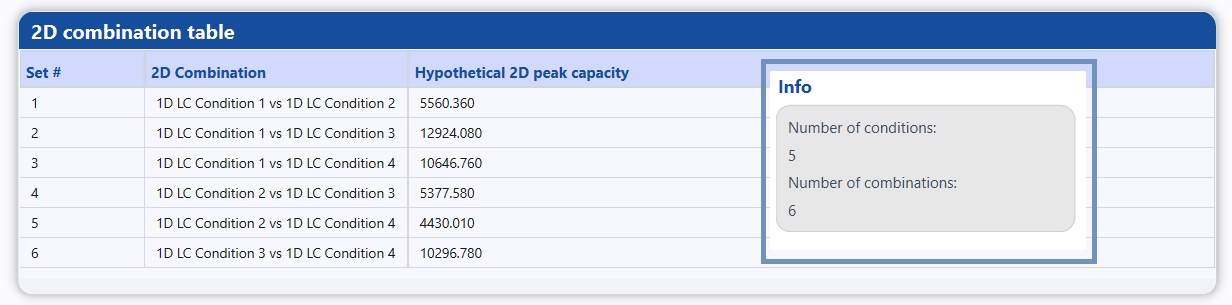 2D combination table
Set # 2D Combination Hypothetical 2D peak capacity
1 1D LC Condition 1 vs 1D LC Condition 2 5560.360
2 1D LC Condition 1 vs 1D LC Condition 3 12924.080
3 1D LC Condition 1 vs 1D LC Condition 4 10646.760
4 1D LC Condition 2 vs 1D LC Condition 3 5377.580
5 1D LC Condition 2 vs 1D LC Condition 4 4430.010
6 1D LC Condition 3 vs 1D LC Condition 4 10296.780
Info
Number of conditions:
5
Number of combinations:
6